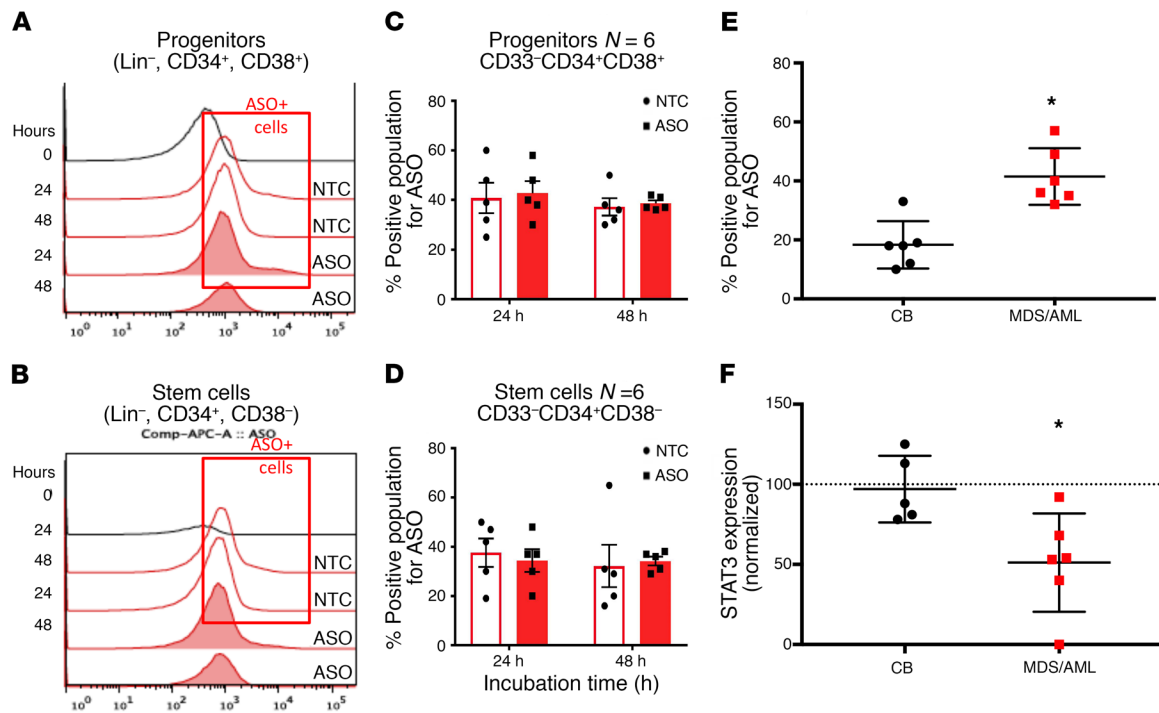 A
Progenitors
(Lin⁻, CD34⁺, CD38⁺)
ASO+
cells
Hours
0
24
NTC
48
NTC
24
ASO
48
ASO
10⁰ 10¹ 10² 10³ 10⁴ 10⁵
B
Stem cells
(Lin⁻, CD34⁺, CD38⁻)
Comp-APC-A :: ASO
ASO+
cells
Hours
0
24
48
NTC
24
NTC
48
ASO
ASO
10⁰ 10¹ 10² 10³ 10⁴ 10⁵
C
Progenitors N = 6
CD33⁻CD34⁺CD38⁺
% Positive population
for ASO
80
60
40
20
0
NTC
ASO
24 h 48 h
D
Stem cells N =6
CD33⁻CD34⁺CD38⁻
% Positive population
for ASO
80
60
40
20
0
NTC
ASO
24 h 48 h
Incubation time (h)
E
% Positive population
for ASO
80
60
40
20
0
*
CB MDS/AML
F
STAT3 expression
(normalized)
150
100
50
0
*
CB MDS/AML